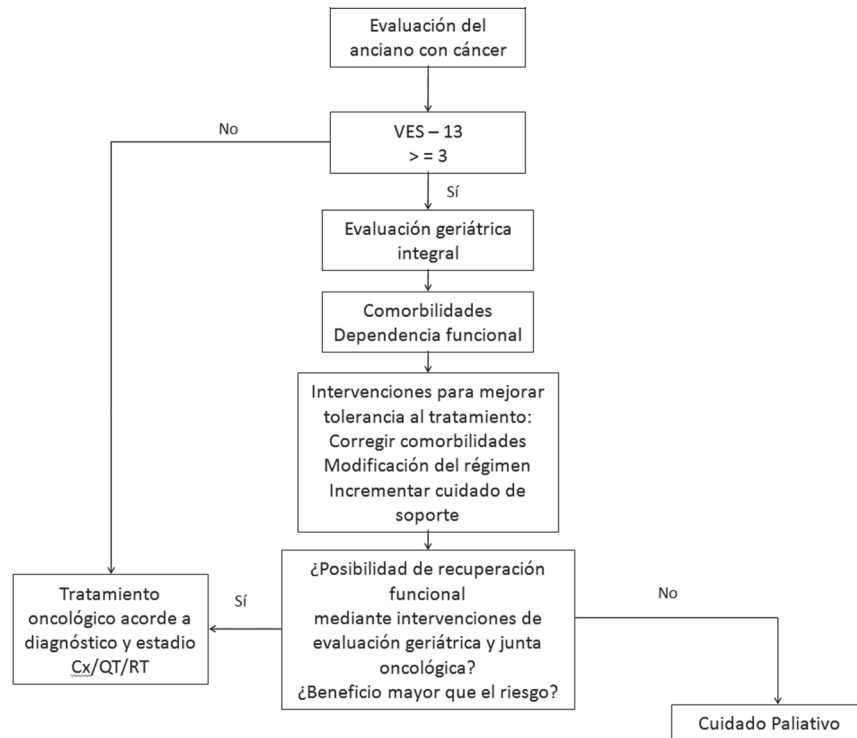 Evaluación del
anciano con cáncer
No
VES – 13
> = 3
Sí
Evaluación geriátrica
integral
Comorbilidades
Dependencia funcional
Intervenciones para mejorar
tolerancia al tratamiento:
Corregir comorbilidades
Modificación del régimen
Incrementar cuidado de
soporte
¿Posibilidad de recuperación
funcional
mediante intervenciones de
evaluación geriátrica y junta
oncológica?
¿Beneficio mayor que el riesgo?
Sí
No
Tratamiento
oncológico acorde a
diagnóstico y estadio
Cx/QT/RT
Cuidado Paliativo